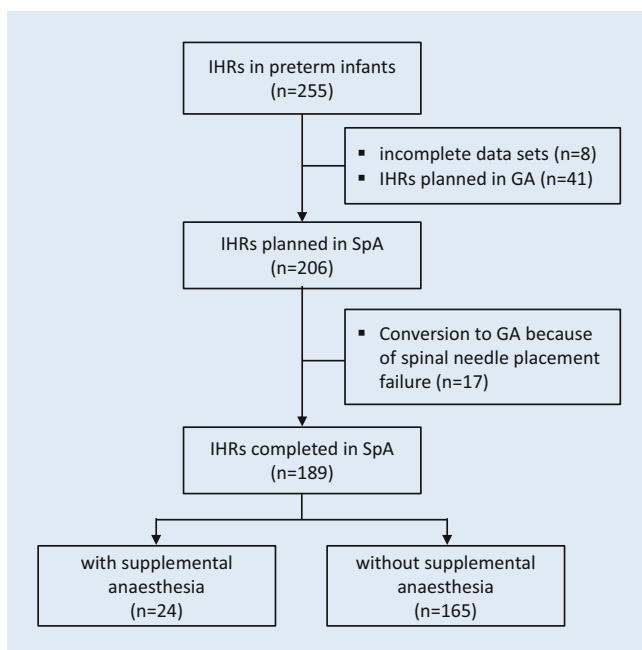 IHRs in preterm infants
(n=255)
▪ incomplete data sets (n=8)
▪ IHRs planned in GA (n=41)
IHRs planned in SpA
(n=206)
▪ Conversion to GA because
of spinal needle placement
failure (n=17)
IHRs completed in SpA
(n=189)
with supplemental
anaesthesia
(n=24)
without supplemental
anaesthesia
(n=165)